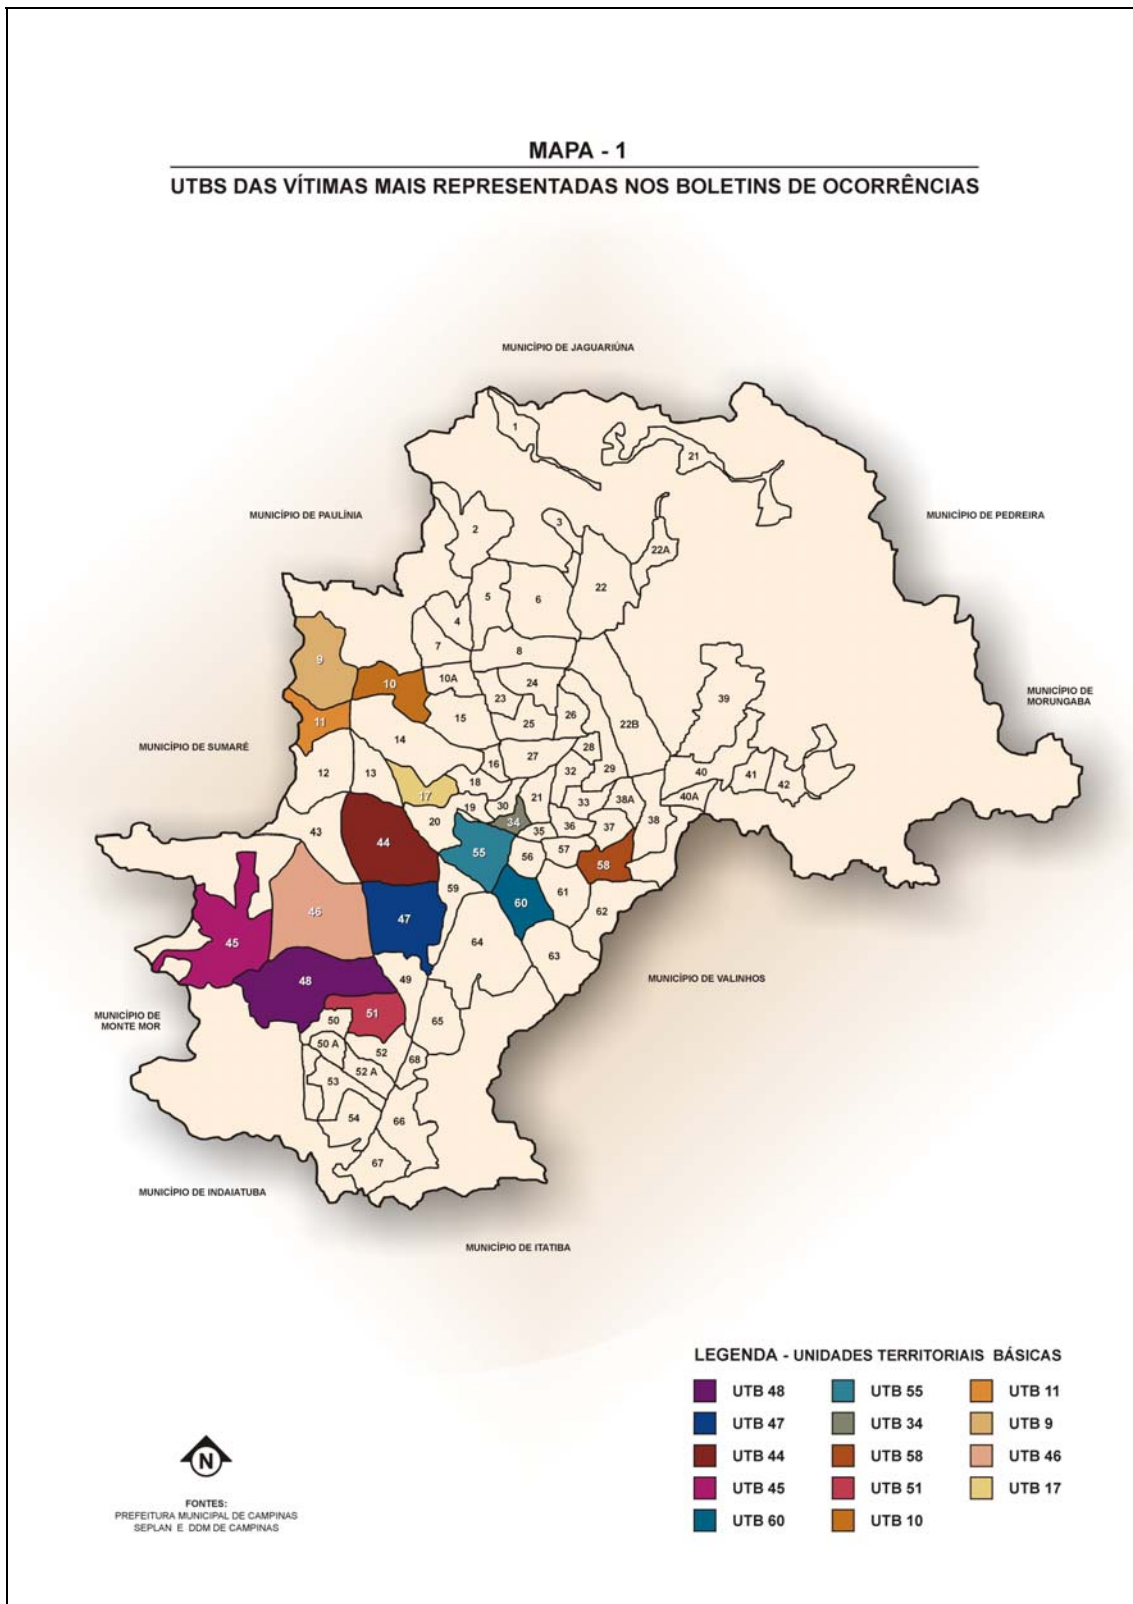 MAPA - 1
UTBS DAS VÍTIMAS MAIS REPRESENTADAS NOS BOLETINS DE OCORRÊNCIAS
MUNICÍPIO DE JAGUARIÚNA
1
21
MUNICÍPIO DE PAULÍNIA
MUNICÍPIO DE PEDREIRA
2
3
22A
22
5
6
4
7
8
9
10
10A
24
23
39
MUNICÍPIO DE
MORUNGABA
11
15
25
26
22B
14
28
MUNICÍPIO DE SUMARÉ
27
16
29
12
13
32
40
41
42
18
17
21
40A
30
33
38A
19
34
20
35
36
37
38
43
44
55
57
56
58
59
61
60
46
47
62
45
64
63
48
49
MUNICÍPIO DE VALINHOS
51
MUNICÍPIO DE
MONTE MOR
50
65
50 A
52
68
52 A
53
54
66
67
MUNICÍPIO DE INDAIATUBA
MUNICÍPIO DE ITATIBA
LEGENDA - UNIDADES TERRITORIAIS BÁSICAS
UTB 48
UTB 55
UTB 11
UTB 47
UTB 34
UTB 9
UTB 44
UTB 58
UTB 46
UTB 45
UTB 51
UTB 17
UTB 60
UTB 10
N
FONTES:
PREFEITURA MUNICIPAL DE CAMPINAS
SEPLAN E DDM DE CAMPINAS